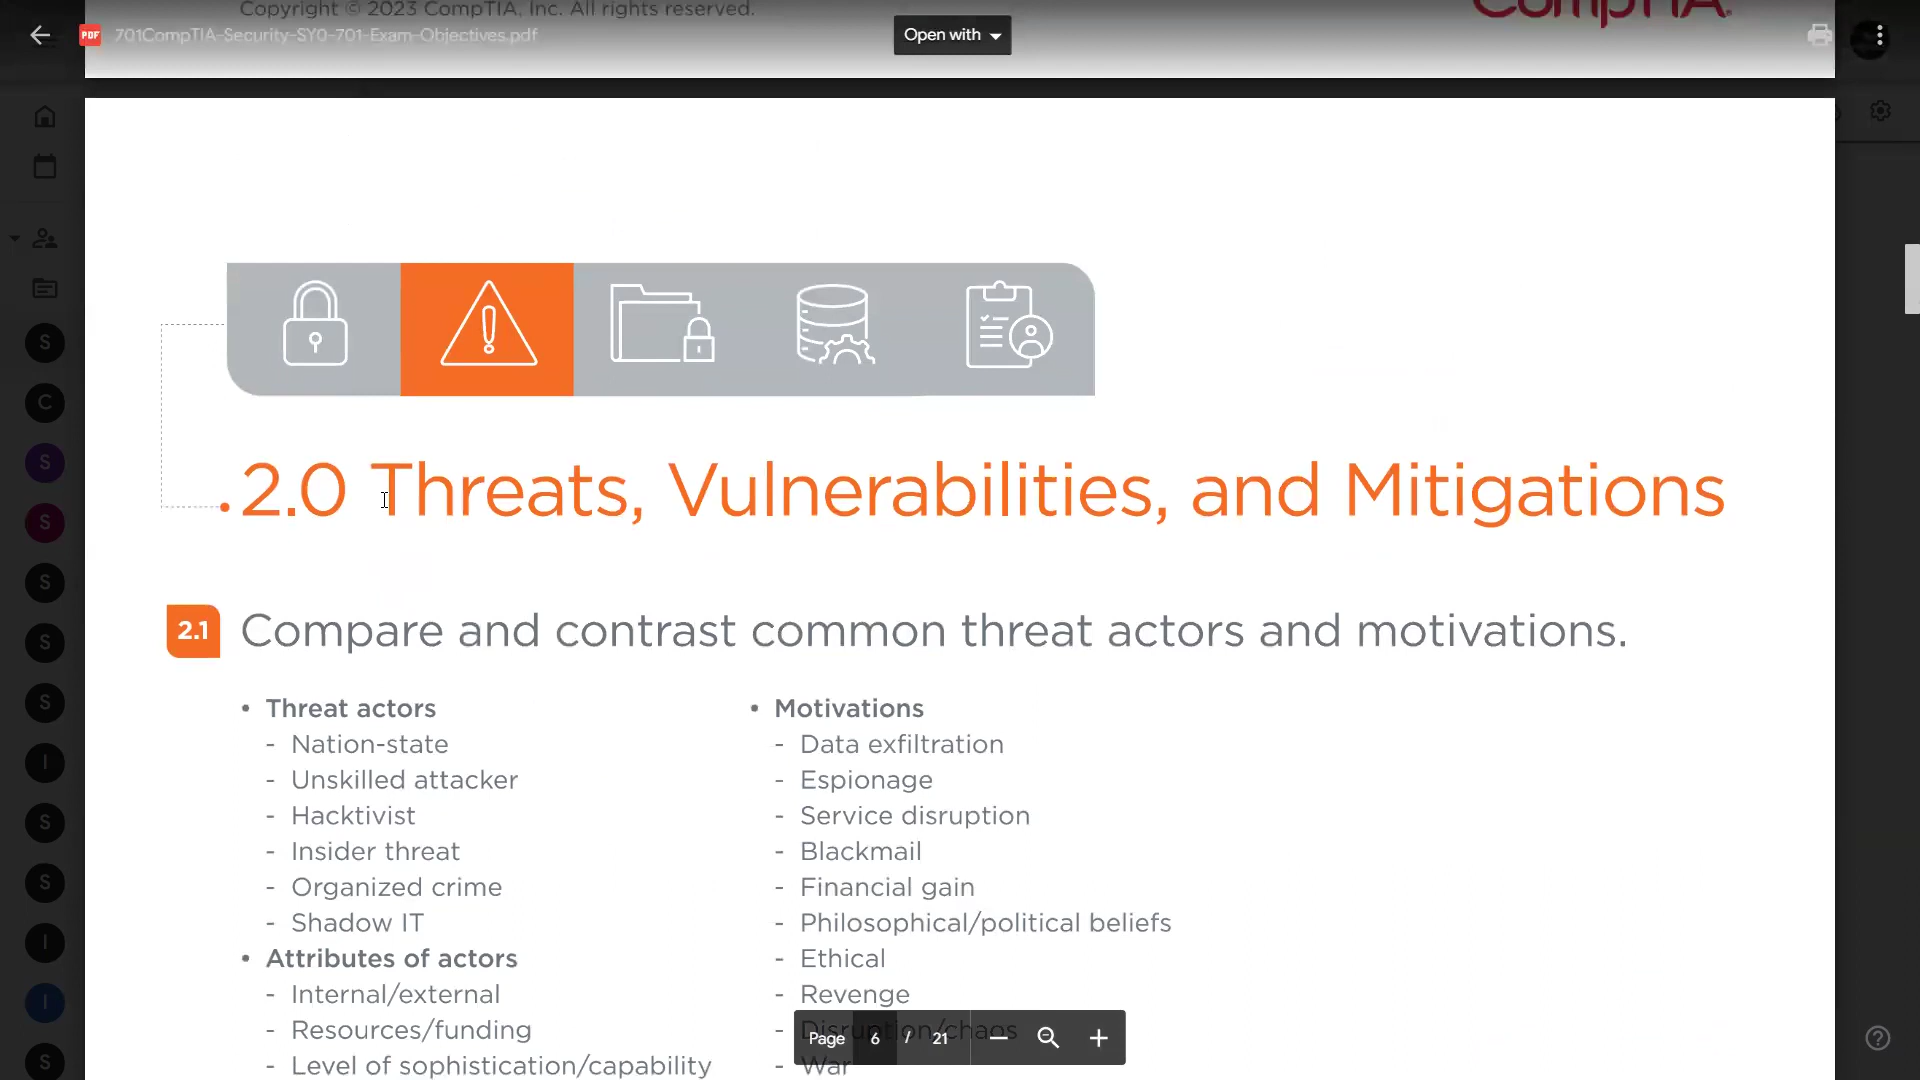 Copyright © 2023 CompTIA, Inc. All rights reserved.
CompTIA.
PDF
701CompTIA-Security-SY0-701-Exam-Objectives.pdf
Open with
2.0 Threats, Vulnerabilities, and Mitigations
2.1 Compare and contrast common threat actors and motivations.
• Threat actors
- Nation-state
- Unskilled attacker
- Hacktivist
- Insider threat
- Organized crime
- Shadow IT
• Attributes of actors
- Internal/external
- Resources/funding
- Level of sophistication/capability
• Motivations
- Data exfiltration
- Espionage
- Service disruption
- Blackmail
- Financial gain
- Philosophical/political beliefs
- Ethical
- Revenge
- Disruption/chaos
- War
Page 6 / 21
S
C
S
S
S
S
S
I
S
S
I
I
S